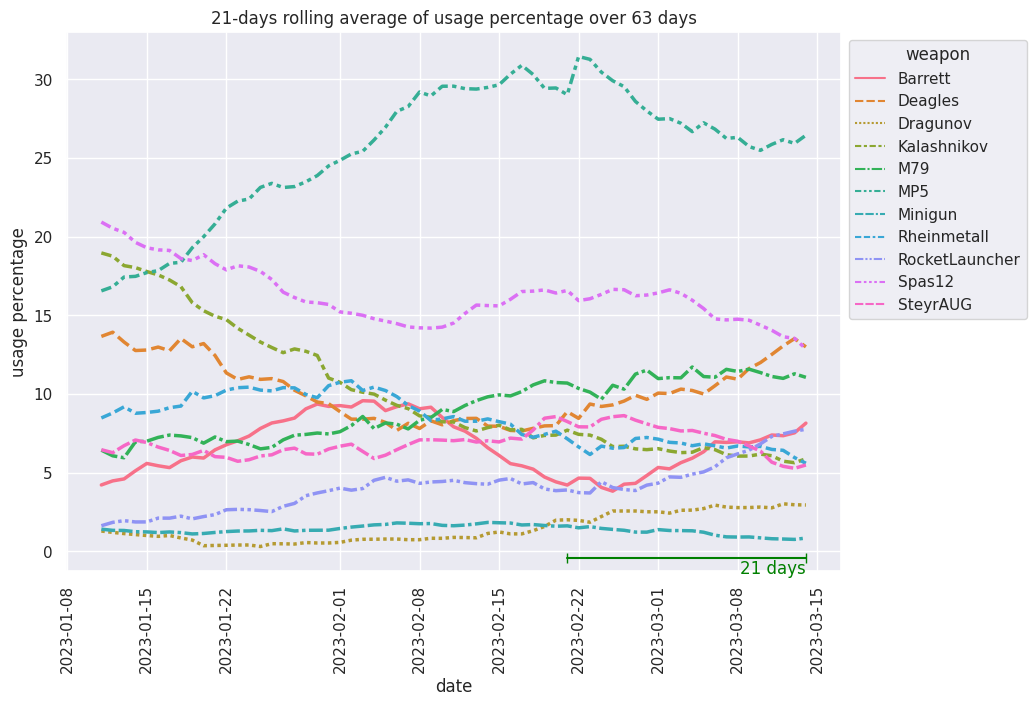 21-days rolling average of usage percentage over 63 days
usage percentage
30
25
20
15
10
5
0
2023-01-08
2023-01-15
2023-01-22
2023-02-01
2023-02-08
2023-02-15
2023-02-22
2023-03-01
2023-03-08
2023-03-15
date
21 days
weapon
Barrett
Deagles
Dragunov
Kalashnikov
M79
MP5
Minigun
Rheinmetall
RocketLauncher
Spas12
SteyrAUG